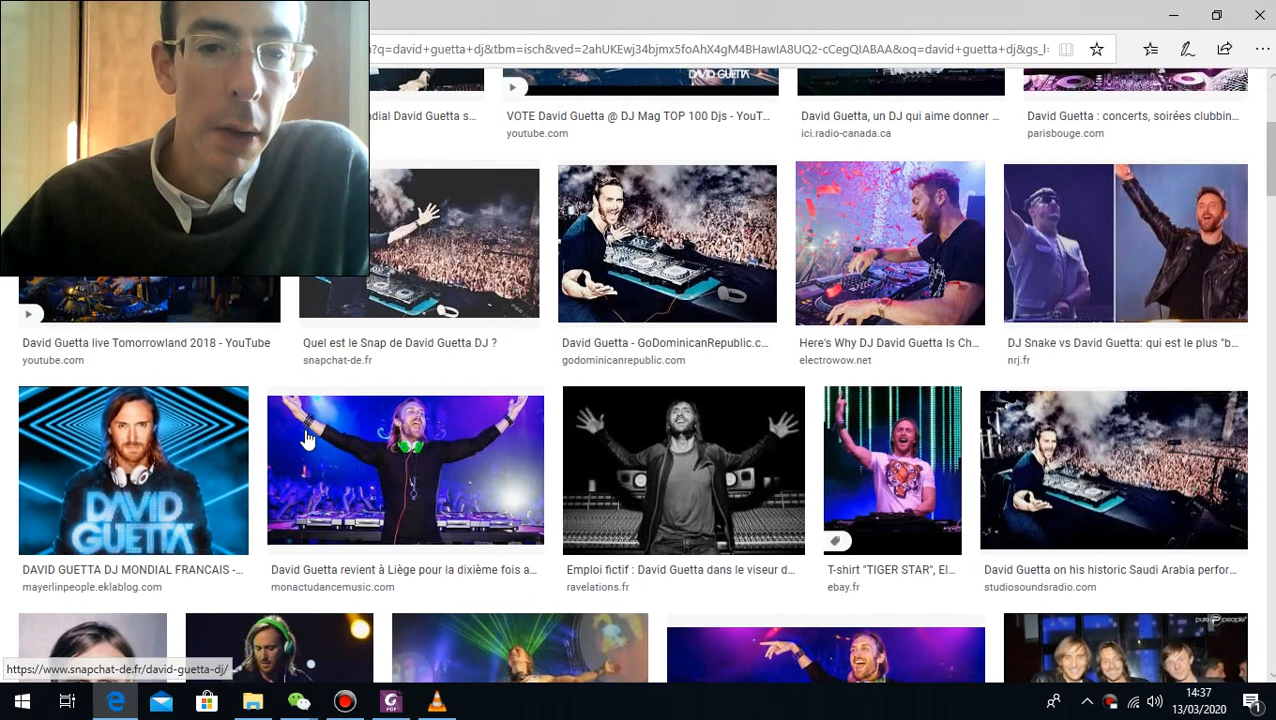 ?q=david+guetta+dj&tbm=isch&ved=2ahUKEwj34bjmx5foAhX4gM4BHawIA8UQ2-cCegQIABAA&oq=david+guetta+dj&gs_l
DAVID GUETTA
David Guetta s...
VOTE David Guetta @ DJ Mag TOP 100 Djs - YouT...
David Guetta, un DJ qui aime donner ...
David Guetta : concerts, soirées clubbin...
youtube.com
ici.radio-canada.ca
parisbouge.com
David Guetta live Tomorrowland 2018 - YouTube
Quel est le Snap de David Guetta DJ ?
David Guetta - GoDominicanRepublic.c...
Here's Why DJ David Guetta Is Ch...
DJ Snake vs David Guetta: qui est le plus "b...
youtube.com
snapchat-de.fr
godominicanrepublic.com
electrowow.net
nrj.fr
DAVID
GUETTA
DAVID GUETTA DJ MONDIAL FRANCAIS -...
David Guetta revient à Liège pour la dixième fois a...
Emploi fictif : David Guetta dans le viseur d...
T-shirt "TIGER STAR", El...
David Guetta on his historic Saudi Arabia perfor...
mayerlinpeople.eklablog.com
monactudancemusic.com
ravelations.fr
ebay.fr
studiosoundsradio.com
purepeople
https://www.snapchat-de.fr/david-guetta-dj/
PDF
14:37
13/03/2020
1